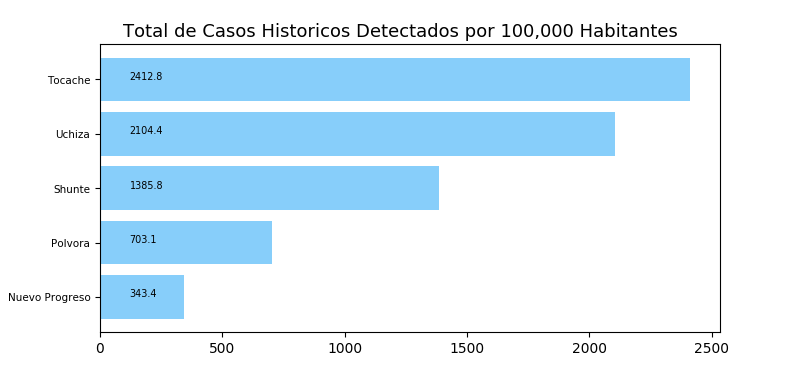 Total de Casos Historicos Detectados por 100,000 Habitantes
Tocache 2412.8
Uchiza 2104.4
Shunte 1385.8
Polvora 703.1
Nuevo Progreso 343.4
0 500 1000 1500 2000 2500